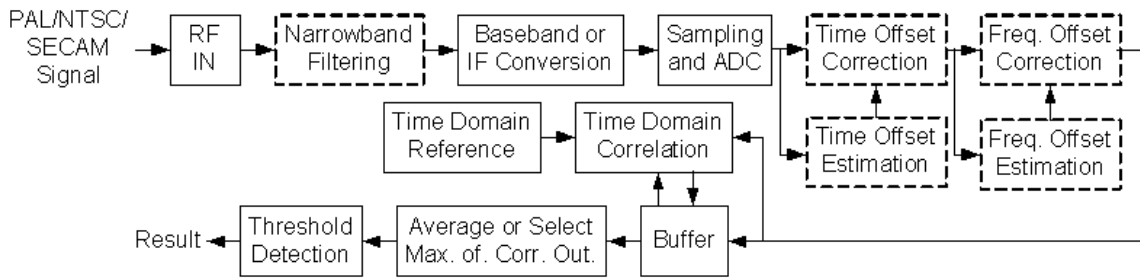 PAL/NTSC/
SECAM
Signal
RF
IN
Narrowband
Filtering
Baseband or
IF Conversion
Sampling
and ADC
Time Offset
Correction
Freq. Offset
Correction
Time Domain
Reference
Time Domain
Correlation
Time Offset
Estimation
Freq. Offset
Estimation
Result
Threshold
Detection
Average or Select
Max. of. Corr. Out.
Buffer